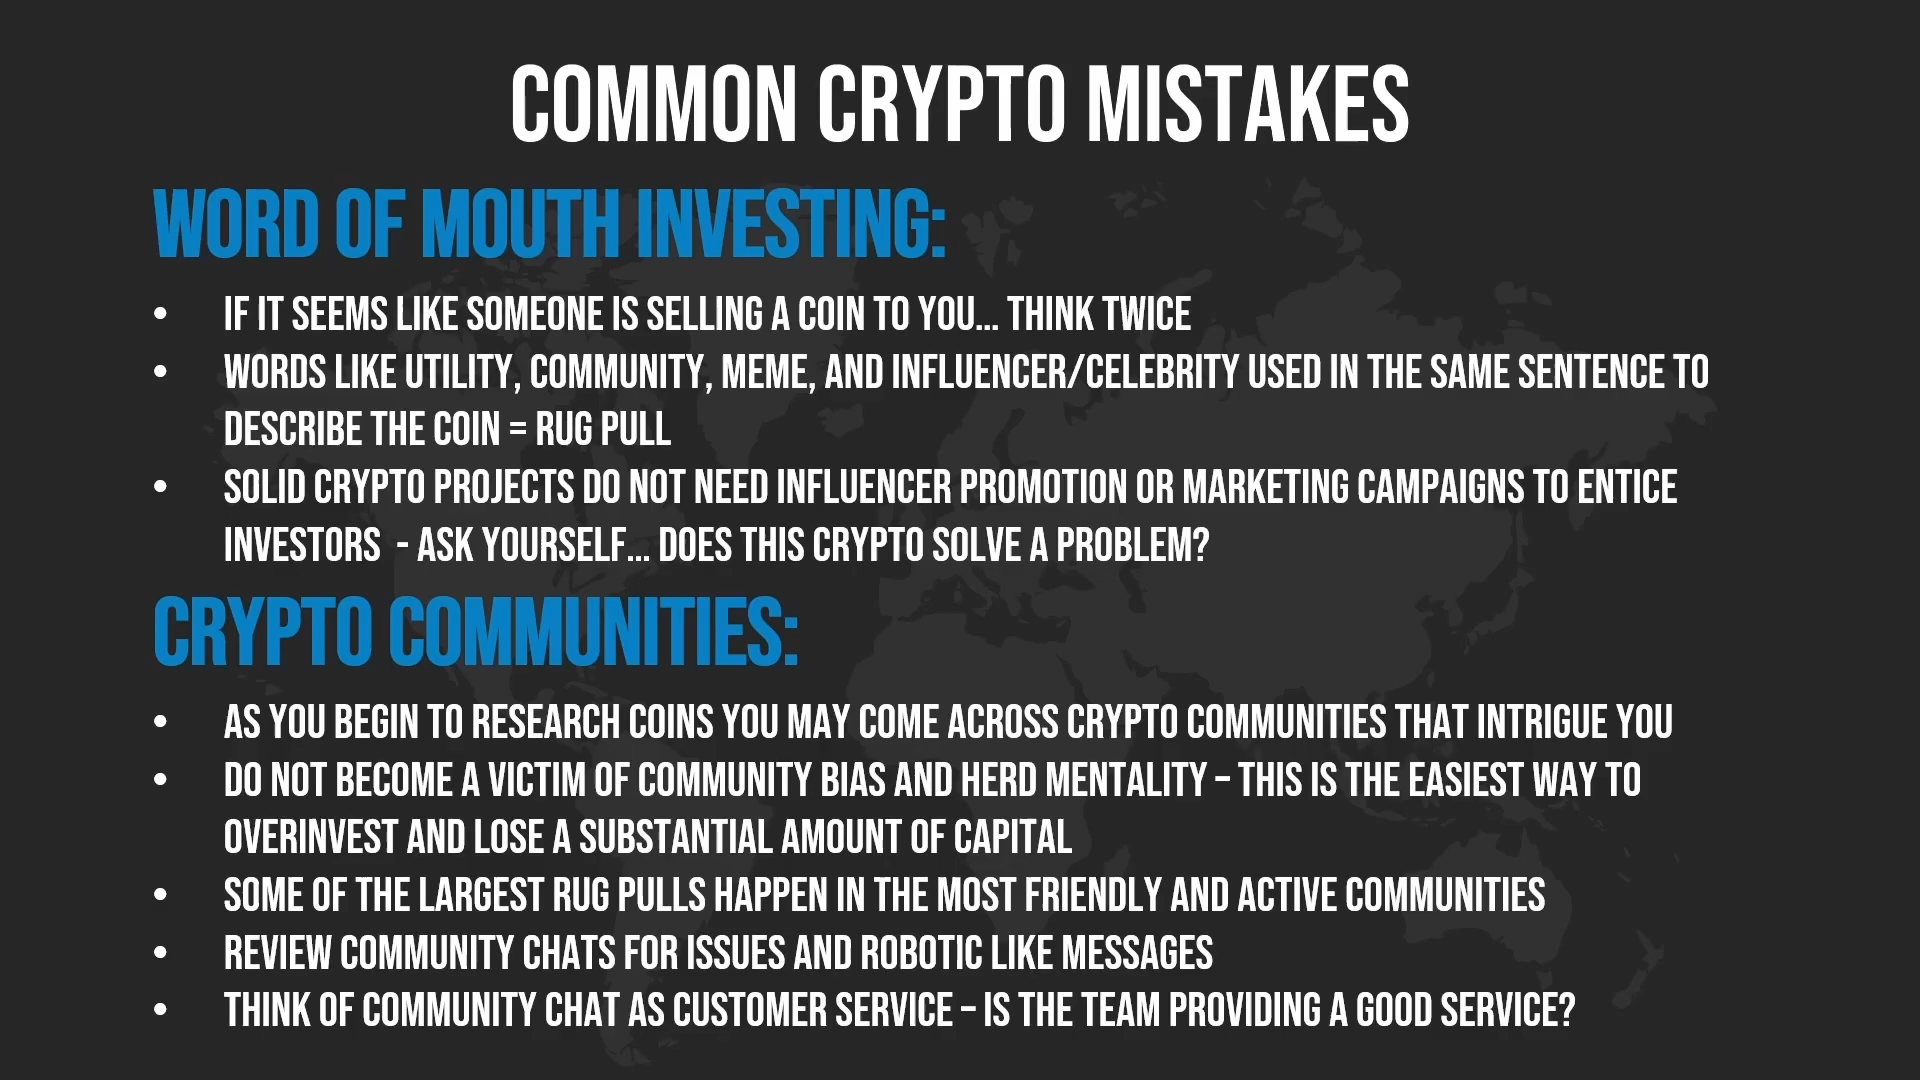 COMMON CRYPTO MISTAKES
WORD OF MOUTH INVESTING:
• IF IT SEEMS LIKE SOMEONE IS SELLING A COIN TO YOU... THINK TWICE
• WORDS LIKE UTILITY, COMMUNITY, MEME, AND INFLUENCER/CELEBRITY USED IN THE SAME SENTENCE TO
DESCRIBE THE COIN = RUG PULL
• SOLID CRYPTO PROJECTS DO NOT NEED INFLUENCER PROMOTION OR MARKETING CAMPAIGNS TO ENTICE
INVESTORS - ASK YOURSELF... DOES THIS CRYPTO SOLVE A PROBLEM?
CRYPTO COMMUNITIES:
• AS YOU BEGIN TO RESEARCH COINS YOU MAY COME ACROSS CRYPTO COMMUNITIES THAT INTRIGUE YOU
• DO NOT BECOME A VICTIM OF COMMUNITY BIAS AND HERD MENTALITY – THIS IS THE EASIEST WAY TO
OVERINVEST AND LOSE A SUBSTANTIAL AMOUNT OF CAPITAL
• SOME OF THE LARGEST RUG PULLS HAPPEN IN THE MOST FRIENDLY AND ACTIVE COMMUNITIES
• REVIEW COMMUNITY CHATS FOR ISSUES AND ROBOTIC LIKE MESSAGES
• THINK OF COMMUNITY CHAT AS CUSTOMER SERVICE – IS THE TEAM PROVIDING A GOOD SERVICE?